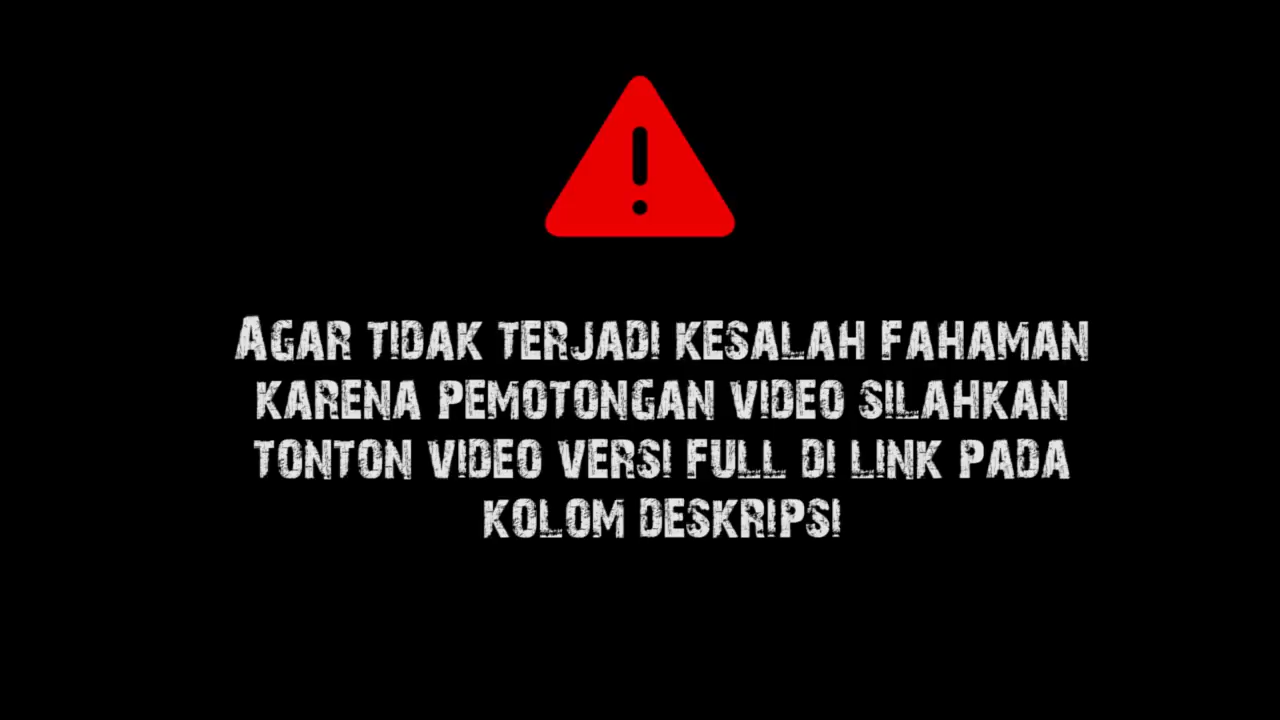 AGAR TIDAK TERJADI KESALAH FAHAMAN
KARENA PEMOTONGAN VIDEO SILAHKAN
TONTON VIDEO VERSI FULL DI LINK PADA
KOLOM DESKRIPSI